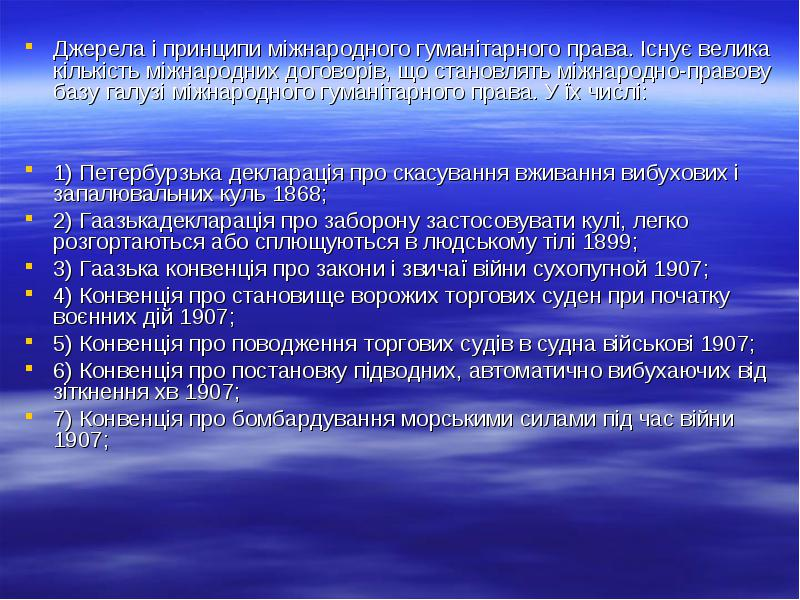 Джерела і принципи міжнародного гуманітарного права. Існує велика
кількість міжнародних договорів, що становлять міжнародно-правову
базу галузі міжнародного гуманітарного права. У їх числі:
1) Петербурзька декларація про скасування вживання вибухових і
запалювальних куль 1868;
2) Гаазькадекларація про заборону застосовувати кулі, легко
розгортаються або сплющуються в людському тілі 1899;
3) Гаазька конвенція про закони і звичаї війни сухопугной 1907;
4) Конвенція про становище ворожих торгових суден при початку
воєнних дій 1907;
5) Конвенція про поводження торгових судів в судна військові 1907;
6) Конвенція про постановку підводних, автоматично вибухаючих від
зіткнення хв 1907;
7) Конвенція про бомбардування морськими силами під час війни
1907;